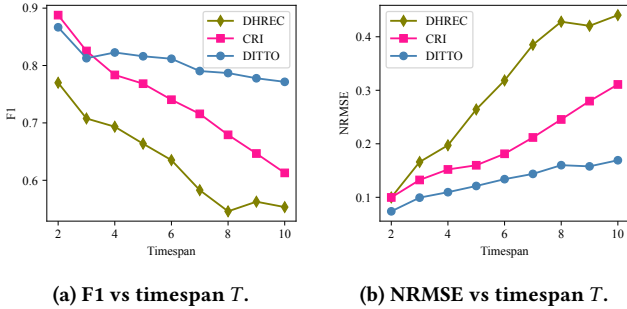 0.9
0.8
0.7
0.6
F1
2
4
6
8
10
Timespan
DHREC
CRI
DITTO
(a) F1 vs timespan T.
0.4
0.3
0.2
0.1
NRMSE
2
4
6
8
10
Timespan
DHREC
CRI
DITTO
(b) NRMSE vs timespan T.